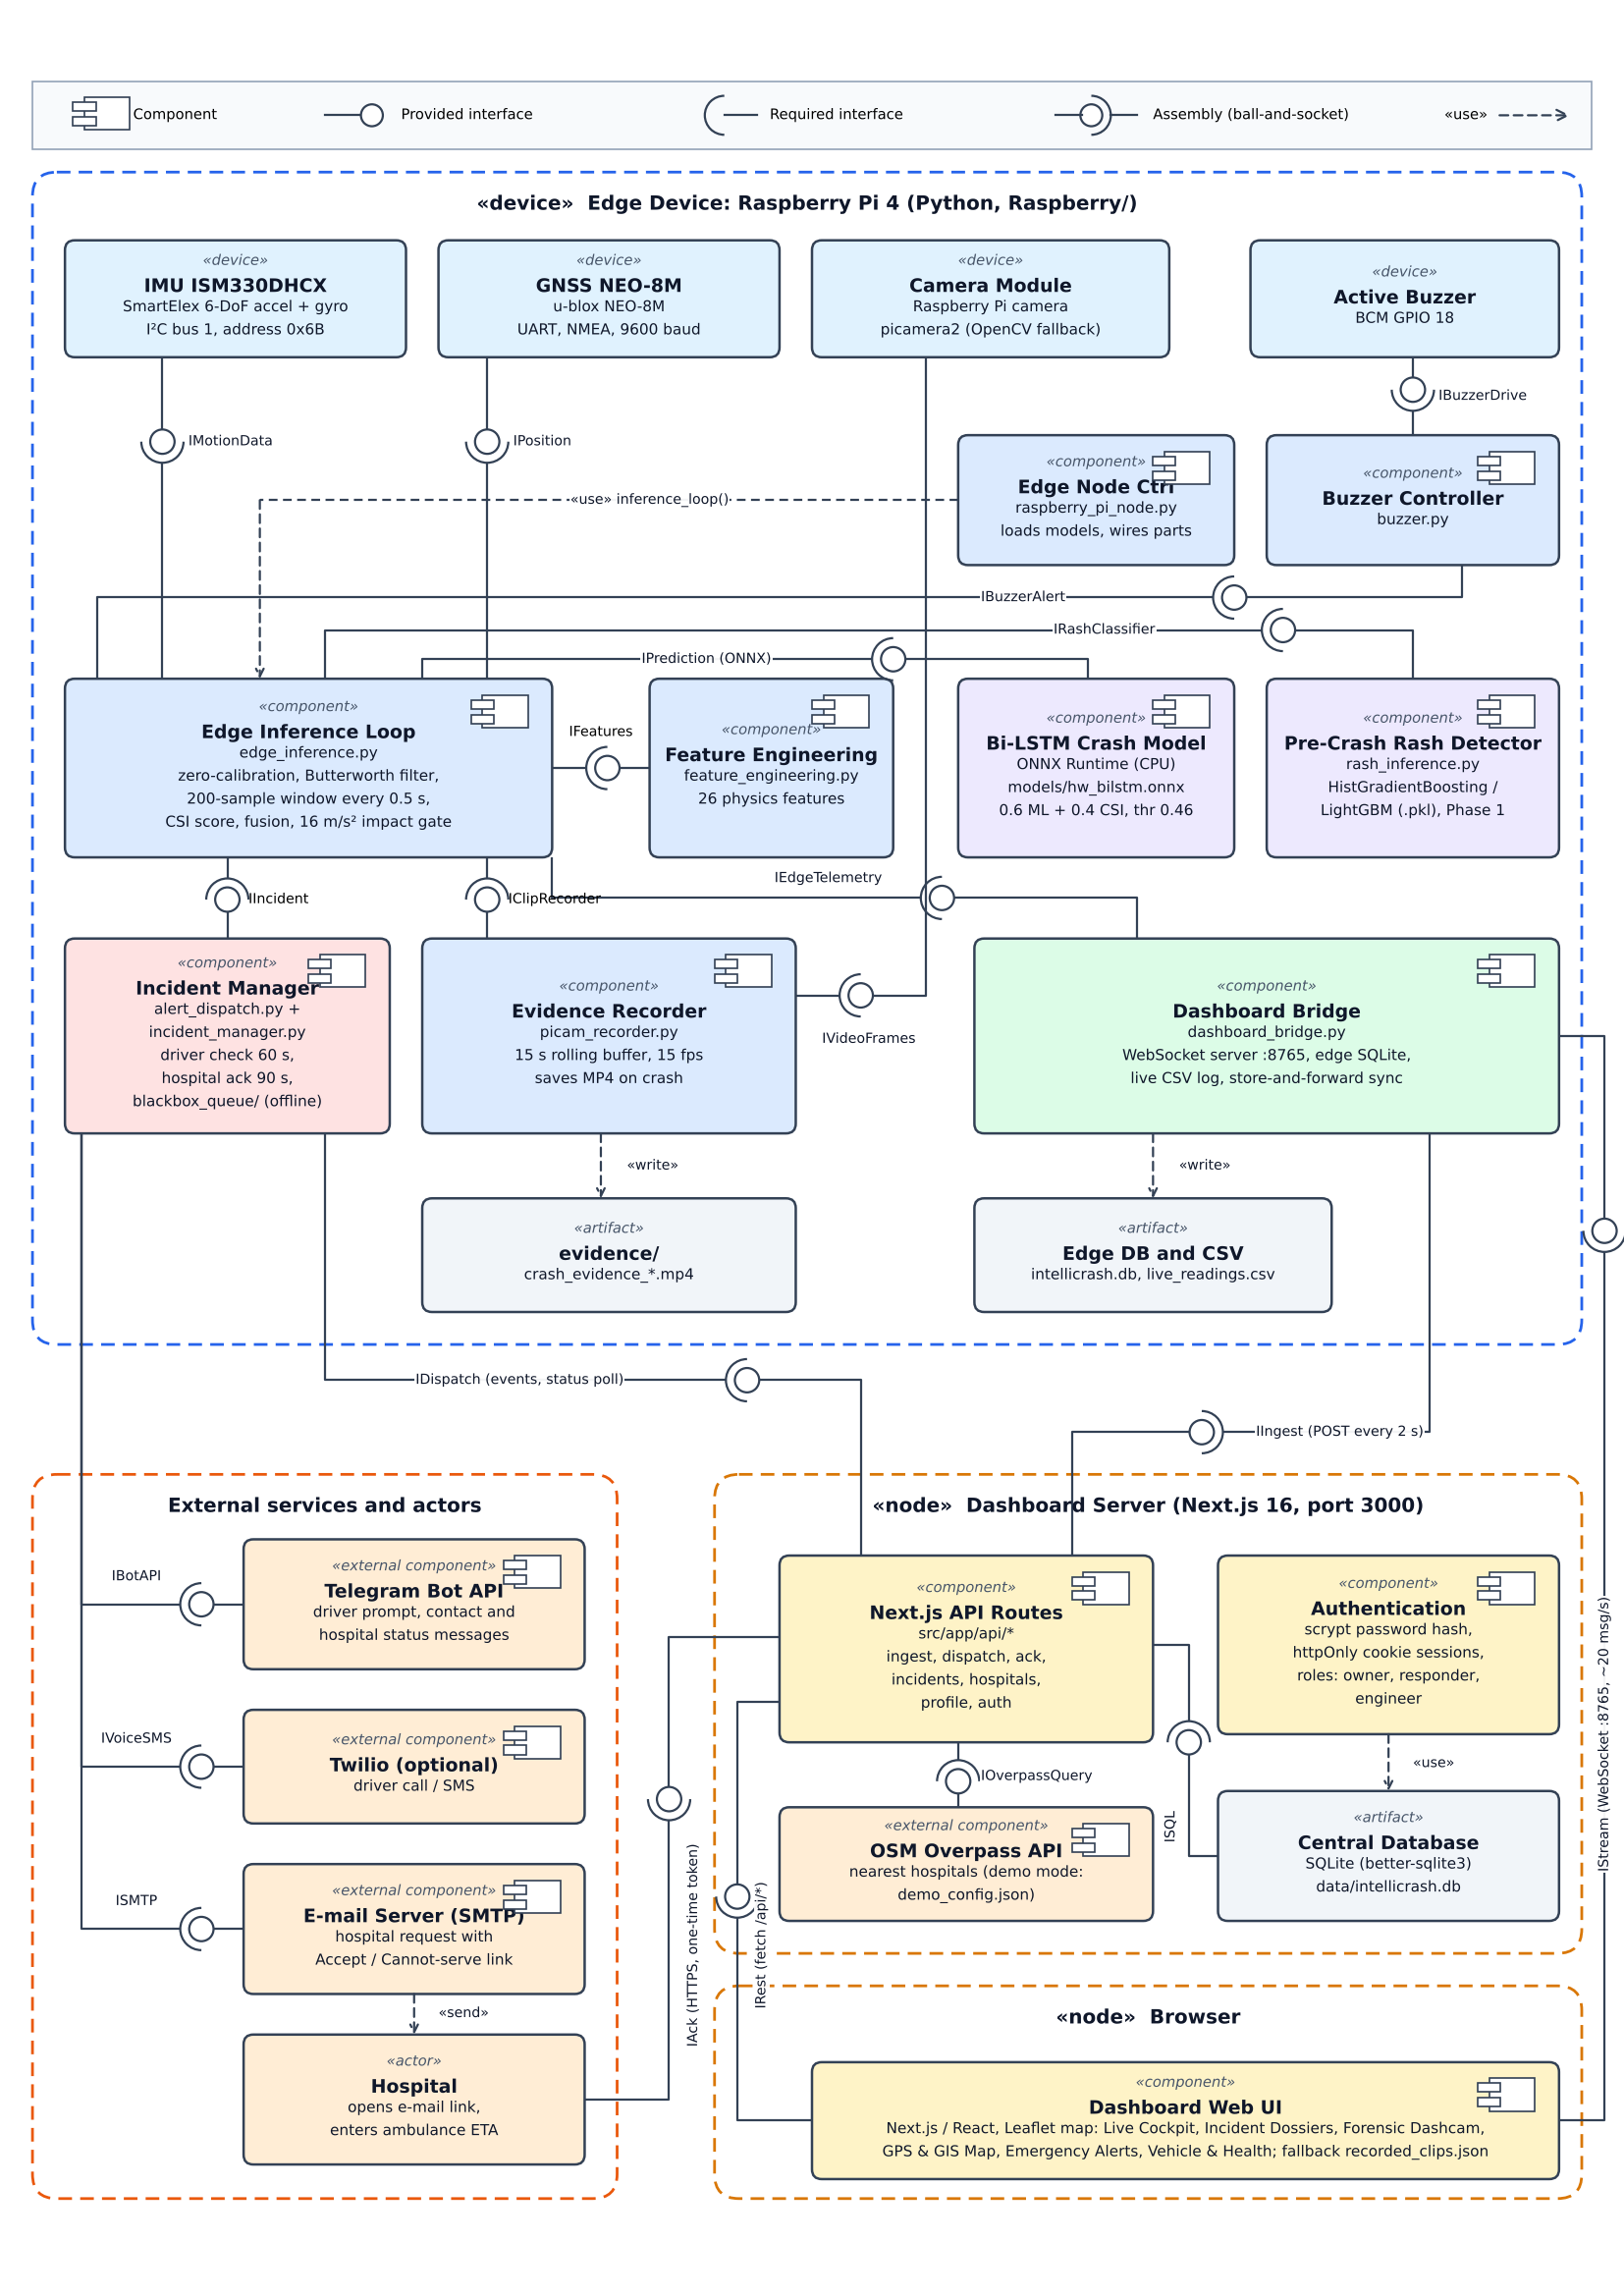 Component
Provided interface
Required interface
Assembly (ball-and-socket)
«use»
«device»  Edge Device: Raspberry Pi 4 (Python, Raspberry/)
«device»
IMU ISM330DHCX
SmartElex 6-DoF accel + gyro
I²C bus 1, address 0x6B
«device»
GNSS NEO-8M
u-blox NEO-8M
UART, NMEA, 9600 baud
«device»
Camera Module
Raspberry Pi camera
picamera2 (OpenCV fallback)
«device»
Active Buzzer
BCM GPIO 18
IBuzzerDrive
IMotionData
IPosition
«component»
Edge Node Ctrl
raspberry_pi_node.py
loads models, wires parts
«component»
Buzzer Controller
buzzer.py
«use» inference_loop()
IBuzzerAlert
IRashClassifier
IPrediction (ONNX)
«component»
Edge Inference Loop
edge_inference.py
zero-calibration, Butterworth filter,
200-sample window every 0.5 s,
CSI score, fusion, 16 m/s² impact gate
IFeatures
«component»
Feature Engineering
feature_engineering.py
26 physics features
«component»
Bi-LSTM Crash Model
ONNX Runtime (CPU)
models/hw_bilstm.onnx
0.6 ML + 0.4 CSI, thr 0.46
«component»
Pre-Crash Rash Detector
rash_inference.py
HistGradientBoosting /
LightGBM (.pkl), Phase 1
IEdgeTelemetry
IIncident
IClipRecorder
«component»
Incident Manager
alert_dispatch.py +
incident_manager.py
driver check 60 s,
hospital ack 90 s,
blackbox_queue/ (offline)
«component»
Evidence Recorder
picam_recorder.py
15 s rolling buffer, 15 fps
saves MP4 on crash
IVideoFrames
«component»
Dashboard Bridge
dashboard_bridge.py
WebSocket server :8765, edge SQLite,
live CSV log, store-and-forward sync
«write»
«write»
«artifact»
evidence/
crash_evidence_*.mp4
«artifact»
Edge DB and CSV
intellicrash.db, live_readings.csv
IDispatch (events, status poll)
IIngest (POST every 2 s)
External services and actors
«external component»
Telegram Bot API
driver prompt, contact and
hospital status messages
IBotAPI
«external component»
Twilio (optional)
driver call / SMS
IVoiceSMS
«external component»
E-mail Server (SMTP)
hospital request with
Accept / Cannot-serve link
ISMTP
«send»
«actor»
Hospital
opens e-mail link,
enters ambulance ETA
IAck (HTTPS, one-time token)
«node»  Dashboard Server (Next.js 16, port 3000)
«component»
Next.js API Routes
src/app/api/*
ingest, dispatch, ack,
incidents, hospitals,
profile, auth
«component»
Authentication
scrypt password hash,
httpOnly cookie sessions,
roles: owner, responder,
engineer
IOverpassQuery
«use»
ISQL
«external component»
OSM Overpass API
nearest hospitals (demo mode:
demo_config.json)
«artifact»
Central Database
SQLite (better-sqlite3)
data/intellicrash.db
IRest (fetch /api/*)
IStream (WebSocket :8765, ~20 msg/s)
«node»  Browser
«component»
Dashboard Web UI
Next.js / React, Leaflet map: Live Cockpit, Incident Dossiers, Forensic Dashcam,
GPS & GIS Map, Emergency Alerts, Vehicle & Health; fallback recorded_clips.json